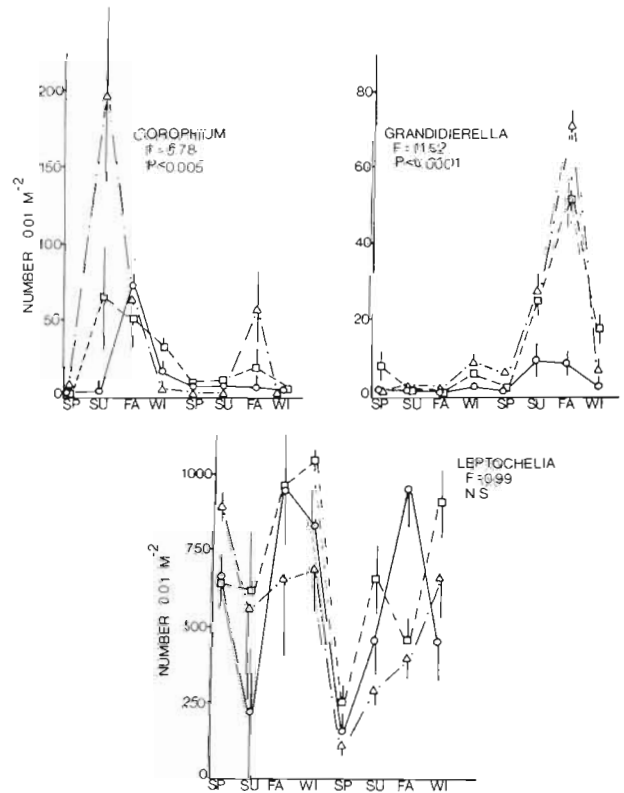 200
150
100
50
0
NUMBER 0.01 M⁻²
COROPHIUM
F = 5.78
P<0.005
SP SU FA WI SP SU FA WI
80
60
40
20
0
GRANDIDIERELLA
F = 11.52
P<0.0001
SP SU FA WI SP SU FA WI
1000
750
500
250
0
NUMBER 0.01 M⁻²
LEPTOCHELIA
F = 0.99
N S
SP SU FA WI SP SU FA WI